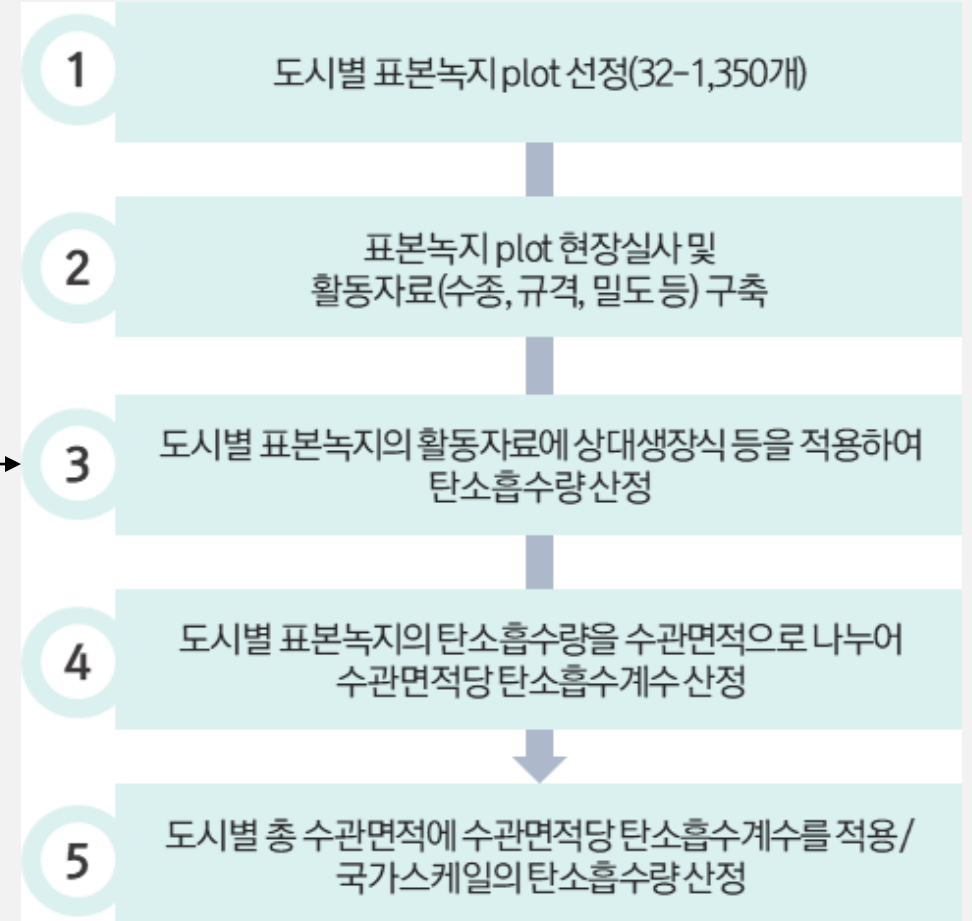 1
도시별 표본녹지 plot 선정(32-1,350개)
2
표본녹지 plot 현장실사 및
활동자료(수종, 규격, 밀도 등) 구축
3
도시별 표본녹지의 활동자료에 상대생장식 등을 적용하여
탄소흡수량 산정
4
도시별 표본녹지의 탄소흡수량을 수관면적으로 나누어
수관면적당 탄소흡수계수 산정
5
도시별 총 수관면적에 수관면적당 탄소흡수계수를 적용/
국가스케일의 탄소흡수량 산정